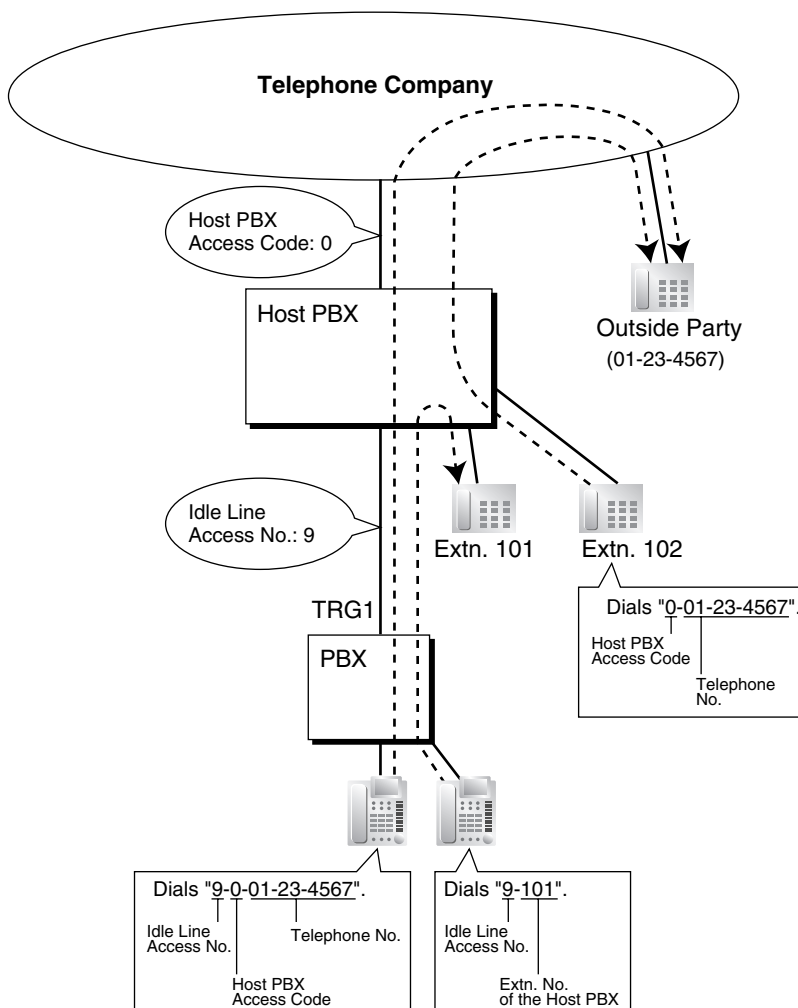 Telephone Company
Host PBX
Access Code: 0
Host PBX
Outside Party
(01-23-4567)
Idle Line
Access No.: 9
Extn. 101
Extn. 102
TRG1
PBX
Dials "0-01-23-4567".
Host PBX
Access Code
Telephone
No.
Dials "9-0-01-23-4567".
Idle Line
Access No.
Telephone No.
Host PBX
Access Code
Dials "9-101".
Idle Line
Access No.
Extn. No.
of the Host PBX